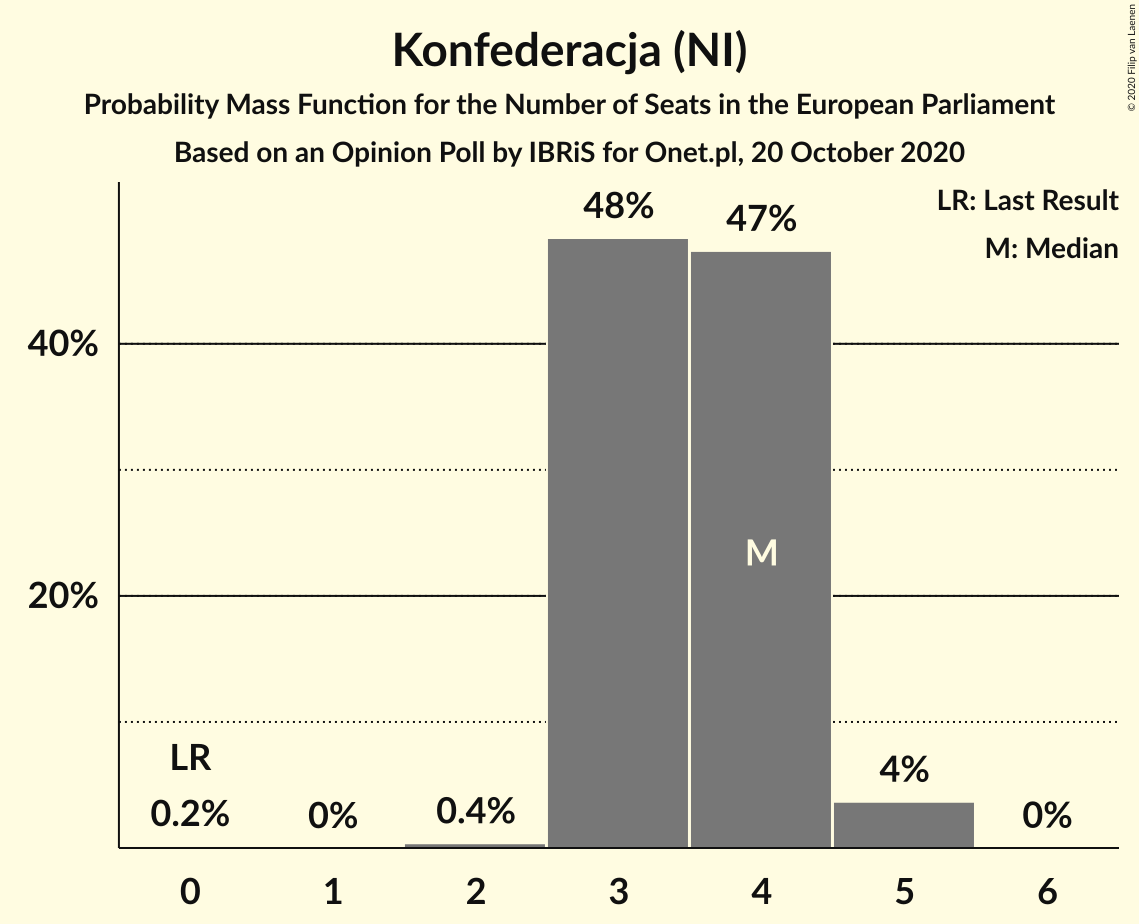 Konfederacja (NI)
Probability Mass Function for the Number of Seats in the European Parliament
Based on an Opinion Poll by IBRiS for Onet.pl, 20 October 2020
© 2020 Filip van Laenen
LR: Last Result
M: Median
48%
47%
40%
M
20%
LR
0.2%
0%
0.4%
4%
0%
0
1
2
3
4
5
6